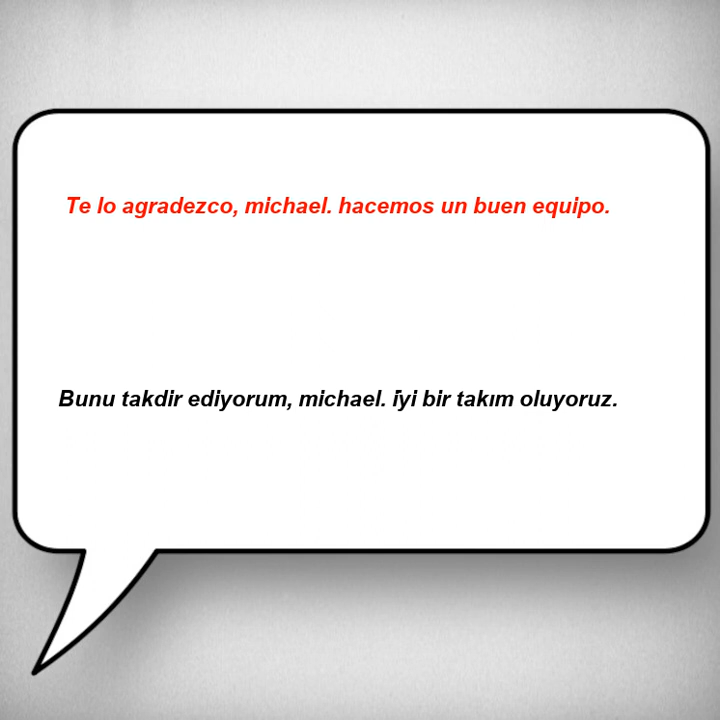 Te lo agradezco, michael. hacemos un buen equipo.
Bunu takdir ediyorum, michael. i̇yi bir takım oluyoruz.